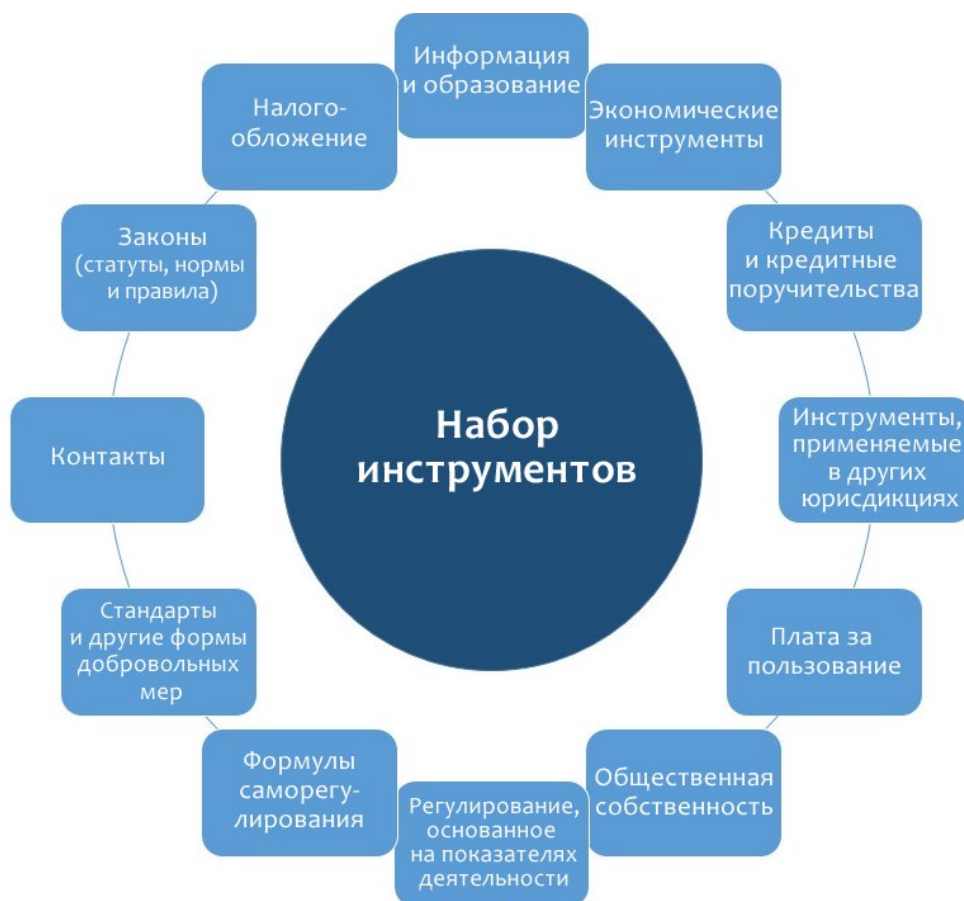 Информация
и образование
Экономические
инструменты
Кредиты
и кредитные
поручительства
Инструменты,
применяемые
в других
юрисдикциях
Плата за
пользование
Общественная
собственность
Регулирование,
основанное
на показателях
деятельности
Формулы
саморегу-
лирования
Стандарты
и другие формы
добровольных
мер
Контакты
Законы
(статуты, нормы
и правила)
Налого-
обложение
Набор
инструментов